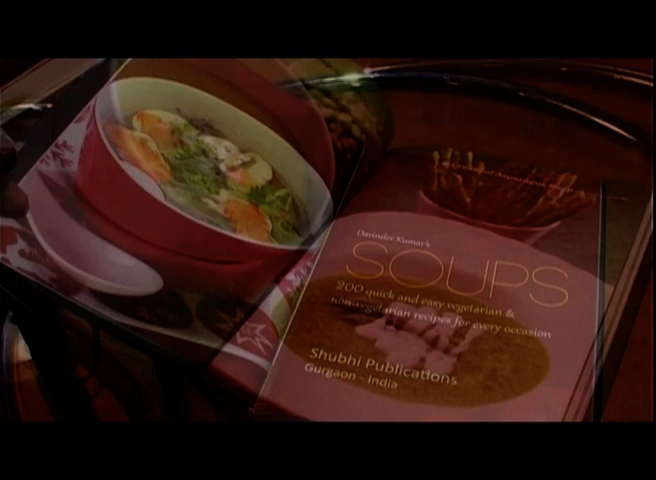 Davinder Kumar's
SOUPS
200 quick and easy vegetarian &
non-vegetarian recipes for every occasion
Shubhi Publications
Gurgaon - India